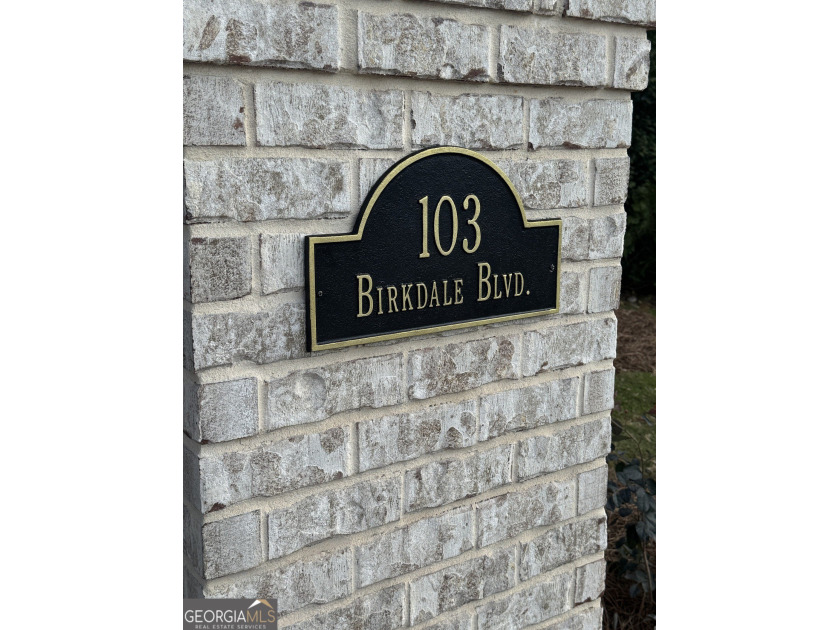 103
BIRKDALE BLVD.
GEORGIAMLS
REAL ESTATE SERVICES